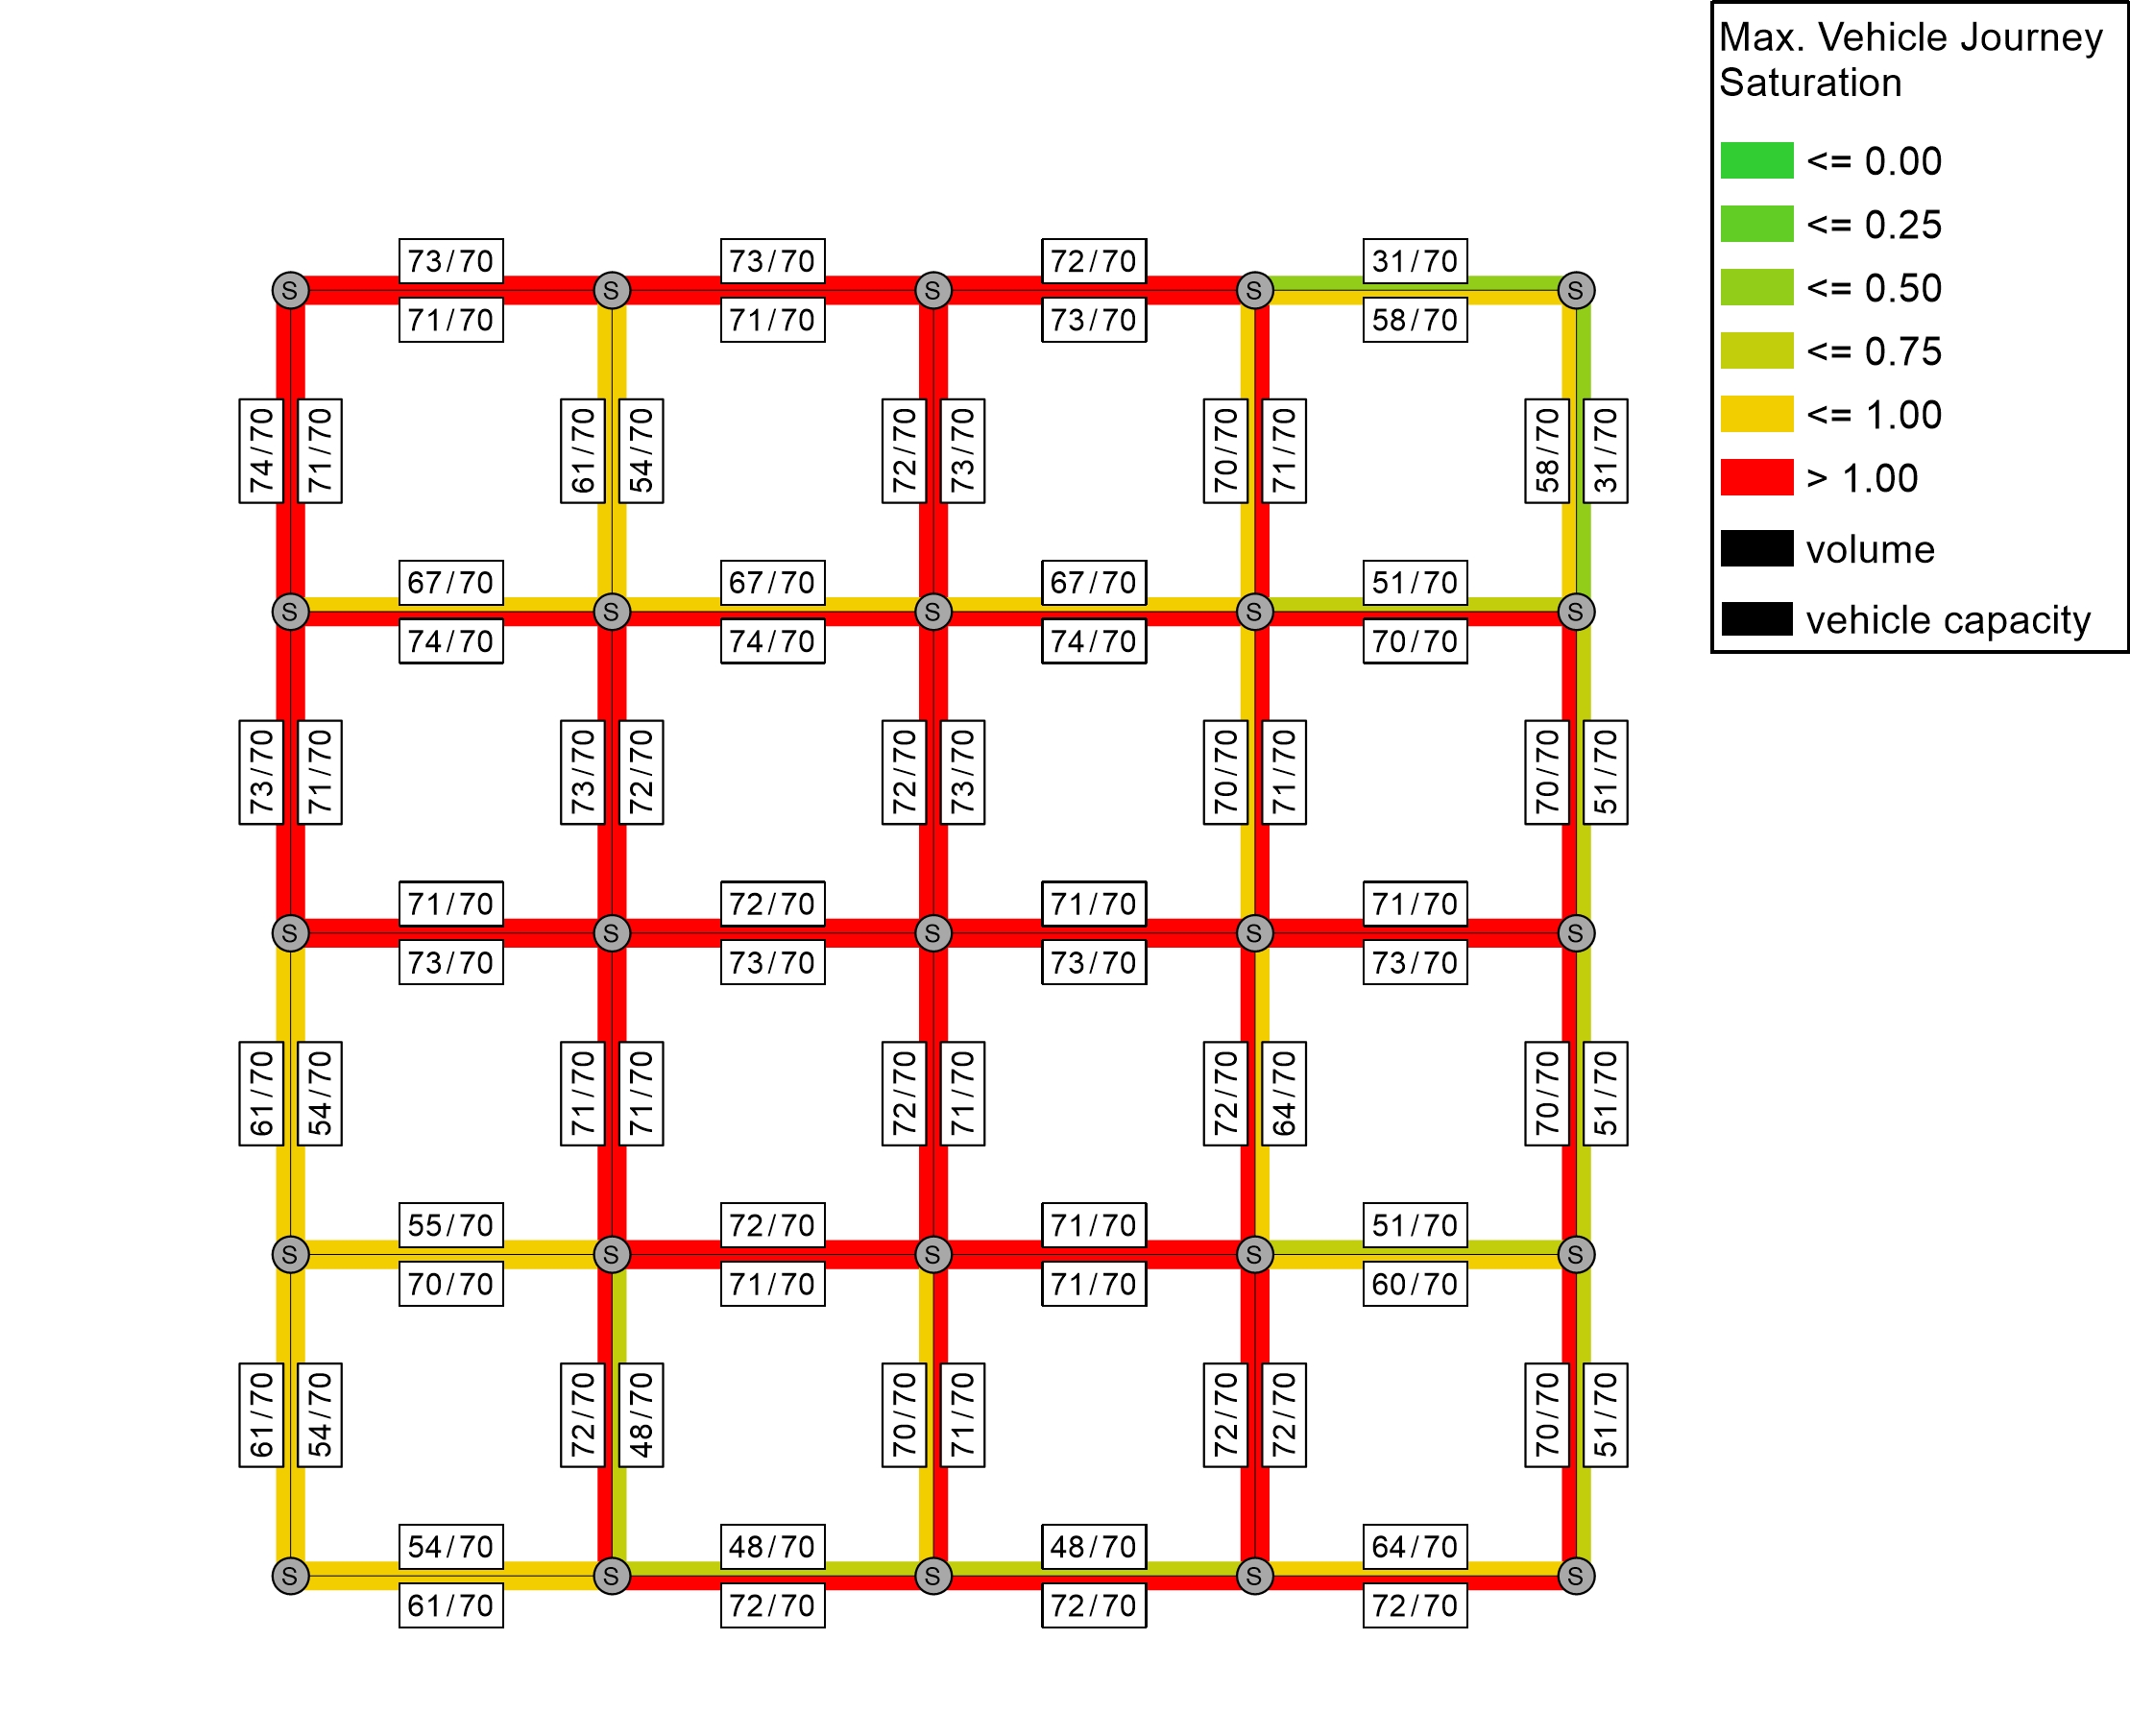 Max. Vehicle Journey
Saturation
<= 0.00
<= 0.25
<= 0.50
<= 0.75
<= 1.00
> 1.00
volume
vehicle capacity
73/70 73/70 72/70 31/70
S S S S S
71/70 71/70 73/70 58/70
74/70 71/70 61/70 54/70 72/70 73/70 70/70 71/70 58/70 31/70
67/70 67/70 67/70 51/70
S S S S S
74/70 74/70 74/70 70/70
73/70 71/70 73/70 72/70 72/70 73/70 70/70 71/70 70/70 51/70
71/70 72/70 71/70 71/70
S S S S S
73/70 73/70 73/70 73/70
61/70 54/70 71/70 71/70 72/70 71/70 72/70 64/70 70/70 51/70
55/70 72/70 71/70 51/70
S S S S S
70/70 71/70 71/70 60/70
61/70 54/70 72/70 48/70 70/70 71/70 72/70 72/70 70/70 51/70
54/70 48/70 48/70 64/70
S S S S S
61/70 72/70 72/70 72/70